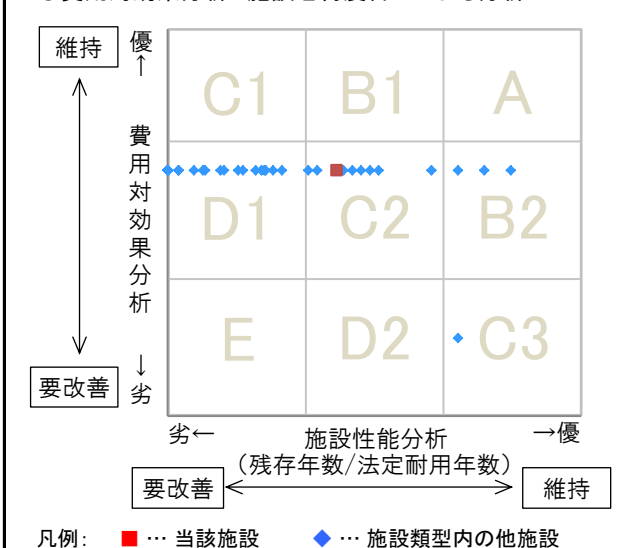 維持
優
↑
費用対効果分析
↓
劣
要改善
C1 B1 A
D1 C2 B2
E D2 C3
劣← 施設性能分析 →優
(残存年数/法定耐用年数)
要改善 維持
凡例: ■ … 当該施設 ◆ … 施設類型内の他施設